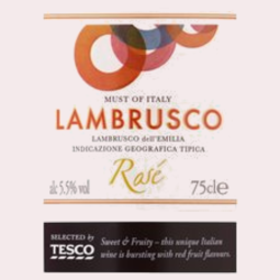 MUST OF ITALY
LAMBRUSCO
LAMBRUSCO dell'EMILIA
INDICAZIONE GEOGRAFICA TIPICA
Rosé
alc 5.5% vol
75cl℮
SELECTED by
TESCO
Sweet & Fruity – this unique Italian
wine is bursting with red fruit flavours.